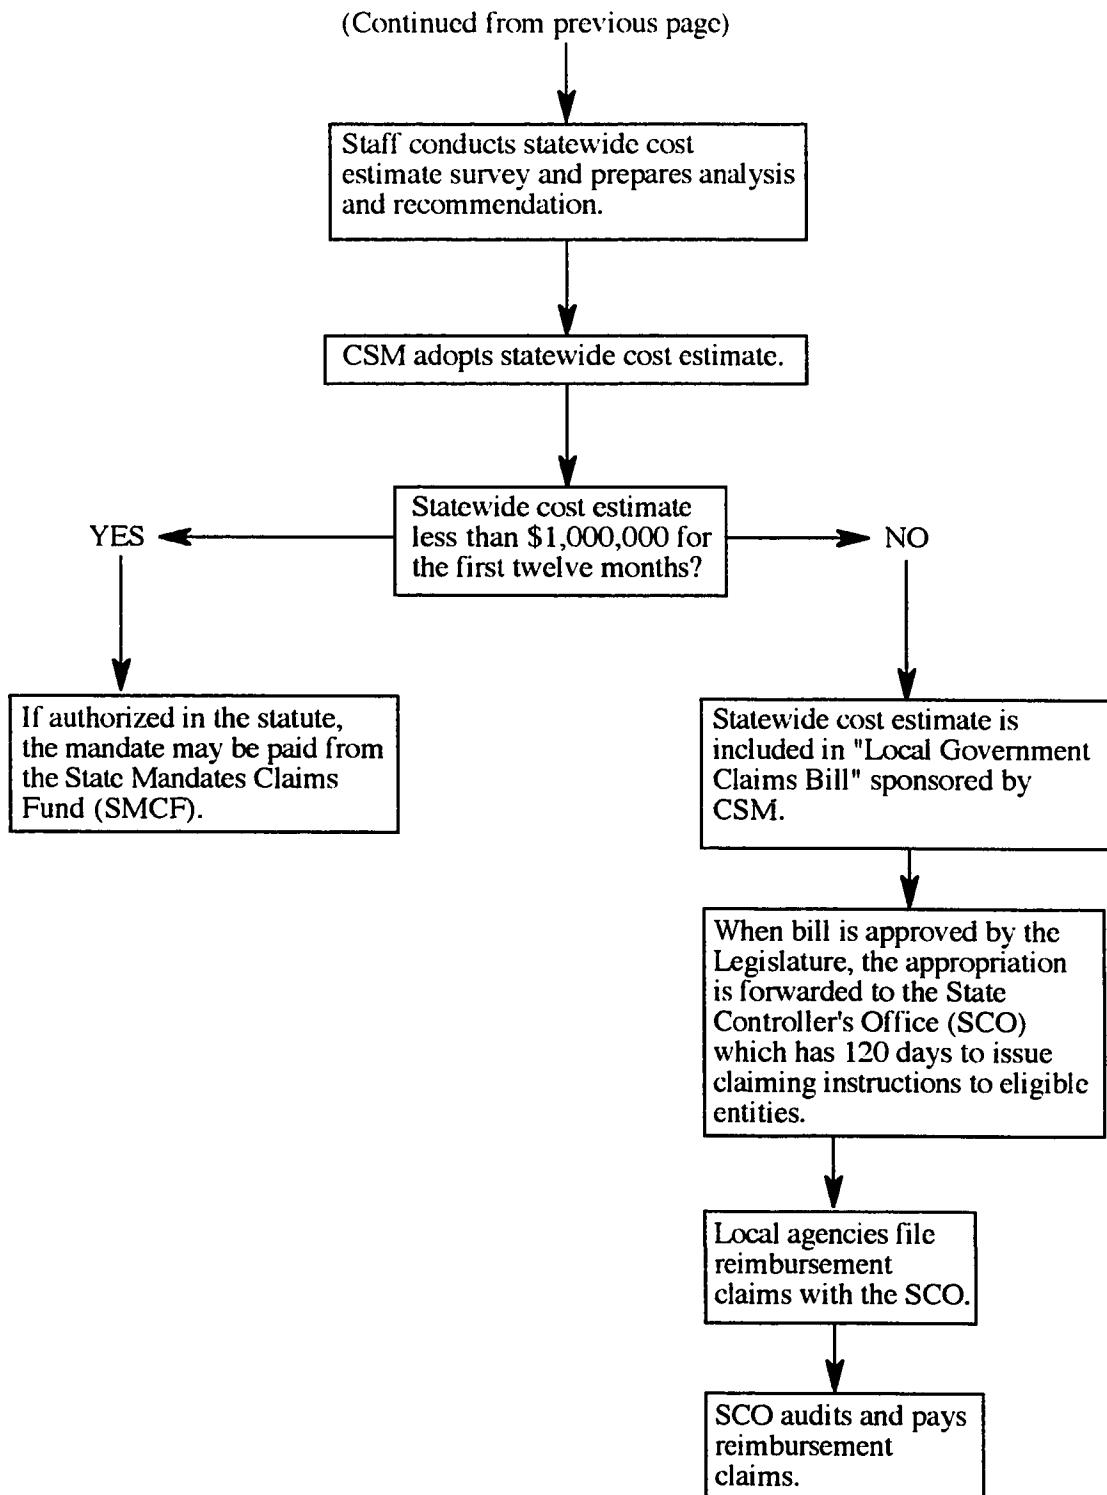 (Continued from previous page)
Staff conducts statewide cost
estimate survey and prepares analysis
and recommendation.
CSM adopts statewide cost estimate.
Statewide cost estimate
less than $1,000,000 for
the first twelve months?
YES
NO
If authorized in the statute,
the mandate may be paid from
the State Mandates Claims
Fund (SMCF).
Statewide cost estimate is
included in "Local Government
Claims Bill" sponsored by
CSM.
When bill is approved by the
Legislature, the appropriation
is forwarded to the State
Controller's Office (SCO)
which has 120 days to issue
claiming instructions to eligible
entities.
Local agencies file
reimbursement
claims with the SCO.
SCO audits and pays
reimbursement
claims.